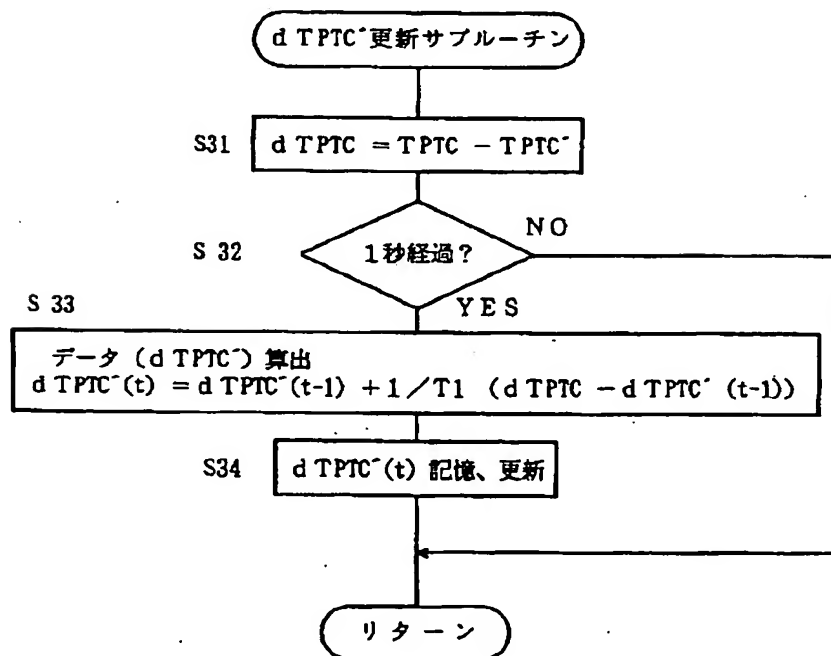 d TPTC^ 更新サブルーチン
S31 d TPTC = TPTC − TPTC^
S 32 1秒経過?
NO
YES
S 33
データ (d TPTC^) 算出
d TPTC^(t) = d TPTC^(t-1) + 1/T1 (d TPTC − d TPTC^ (t-1))
S34 d TPTC^(t) 記憶、更新
リターン